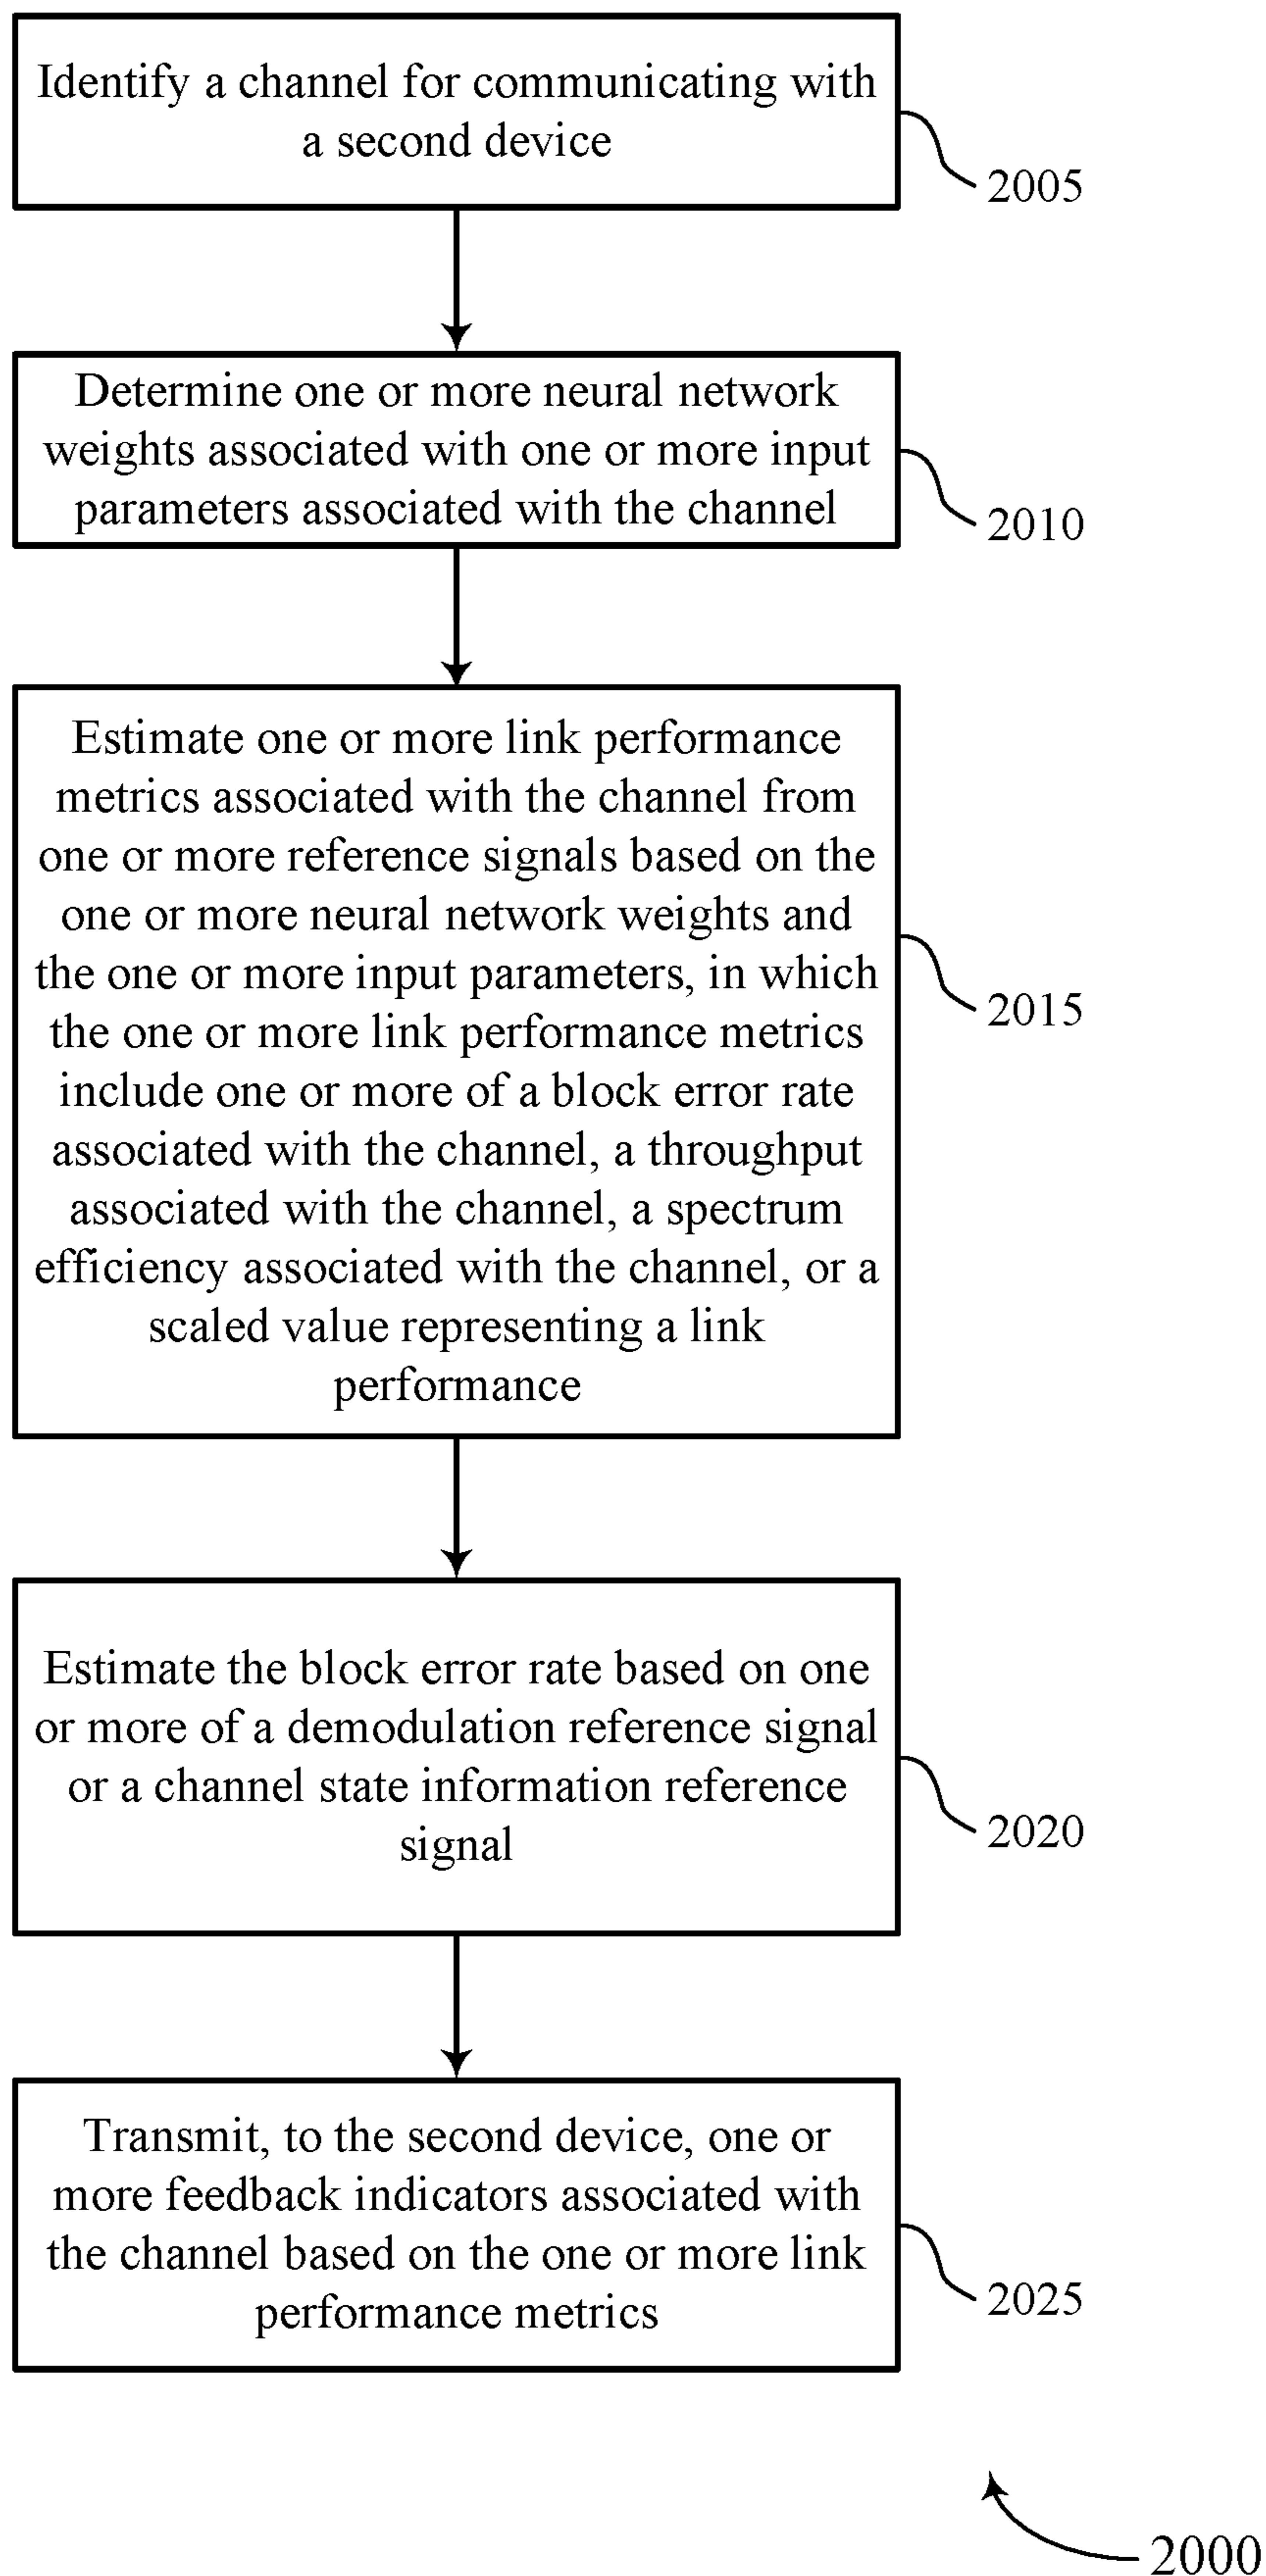 Identify a channel for communicating with
a second device
2005
Determine one or more neural network
weights associated with one or more input
parameters associated with the channel
2010
Estimate one or more link performance
metrics associated with the channel from
one or more reference signals based on the
one or more neural network weights and
the one or more input parameters, in which
the one or more link performance metrics
include one or more of a block error rate
associated with the channel, a throughput
associated with the channel, a spectrum
efficiency associated with the channel, or a
scaled value representing a link
performance
2015
Estimate the block error rate based on one
or more of a demodulation reference signal
or a channel state information reference
signal
2020
Transmit, to the second device, one or
more feedback indicators associated with
the channel based on the one or more link
performance metrics
2025
2000